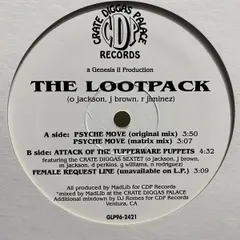 CRATE DIGGAS PALACE
CDP
RECORDS
a Genesis II Production
THE LOOTPACK
(o jackson, j brown, r jiminez)
A side: PSYCHE MOVE (original mix) 3:50
PSYCHE MOVE (matrix mix) 3:07
B side: ATTACK OF THE TUPPERWARE PUPPETS 4:32
featuring the CRATE DIGGAS SEXTET (o jackson, j brown,
m jackson, d perkins, w williams, d rodriguez)
FEMALE REQUEST LINE (unavailable on L.P.) 3:09
All produced by MadLib for CDP Records
*mixed by MadLib at the CRATE DIGGAS PALACE
Additional mixdown by DJ Romes for CDP Records
Ventura, CA
GLP96-2421